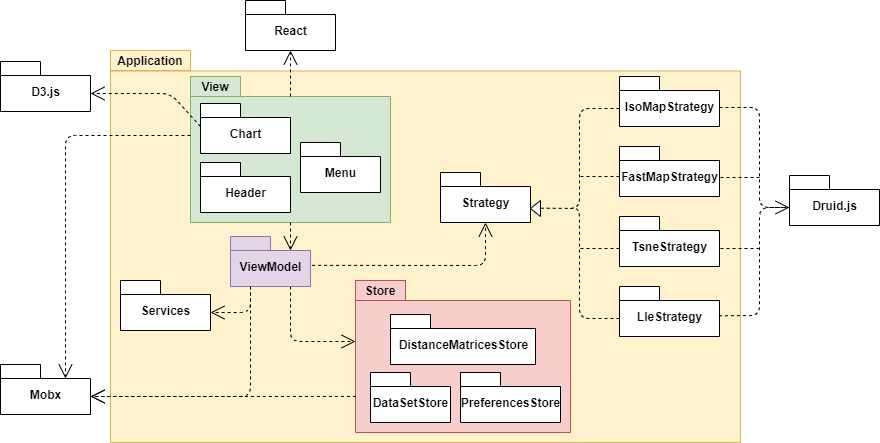 React
Application
D3.js
View
Chart
Menu
Header
IsoMapStrategy
FastMapStrategy
Strategy
Druid.js
TsneStrategy
ViewModel
Services
Store
LleStrategy
DistanceMatricesStore
Mobx
DataSetStore
PreferencesStore